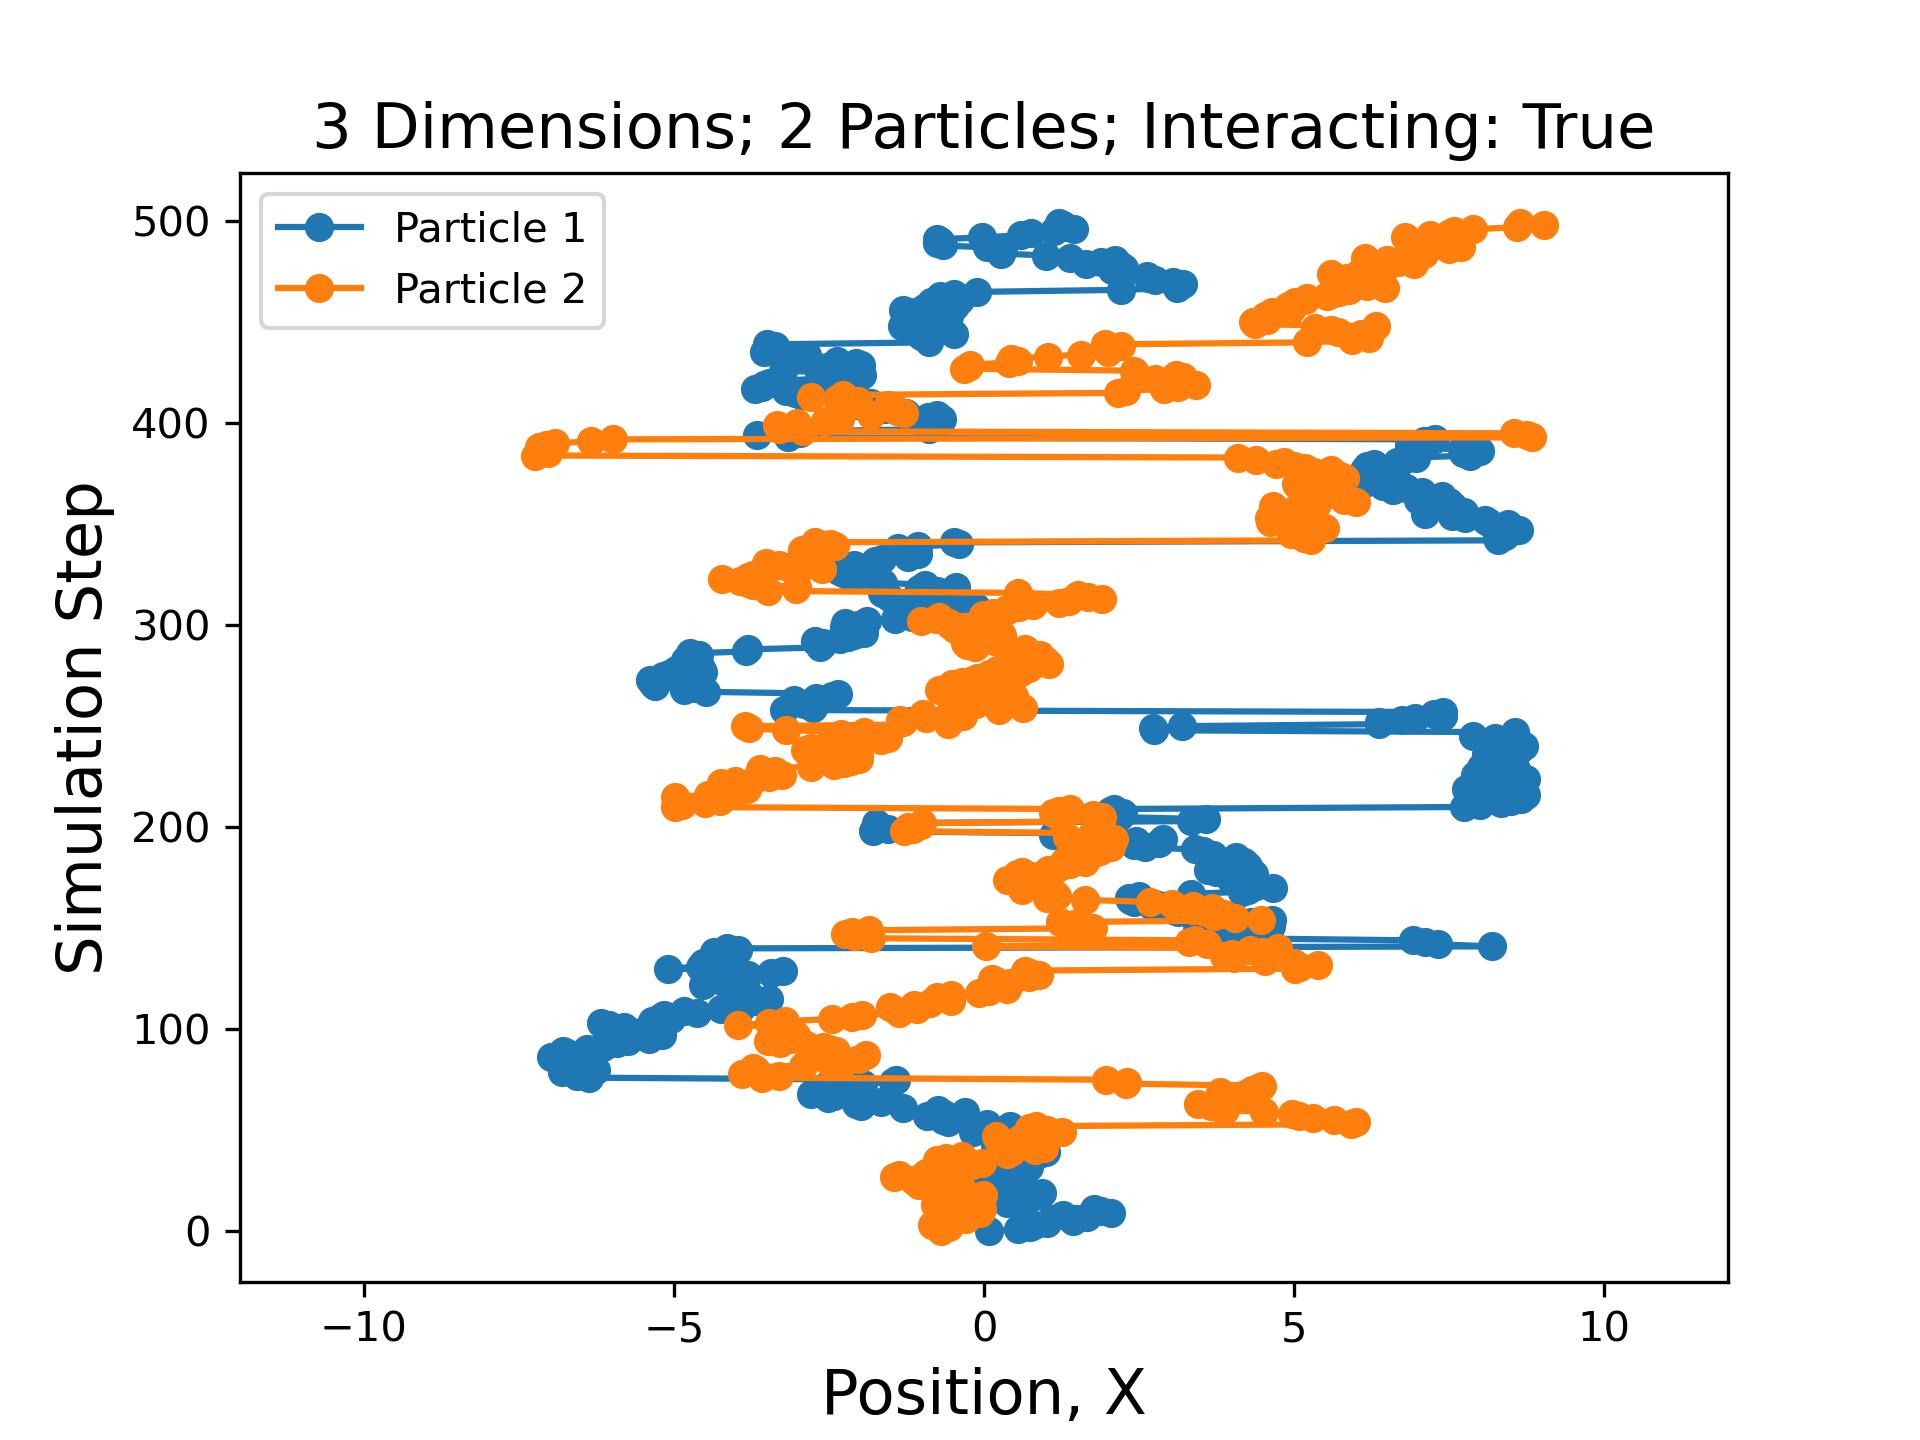 3 Dimensions; 2 Particles; Interacting: True
Particle 1
Particle 2
Simulation Step
500
400
300
200
100
0
−10
−5
0
5
10
Position, X